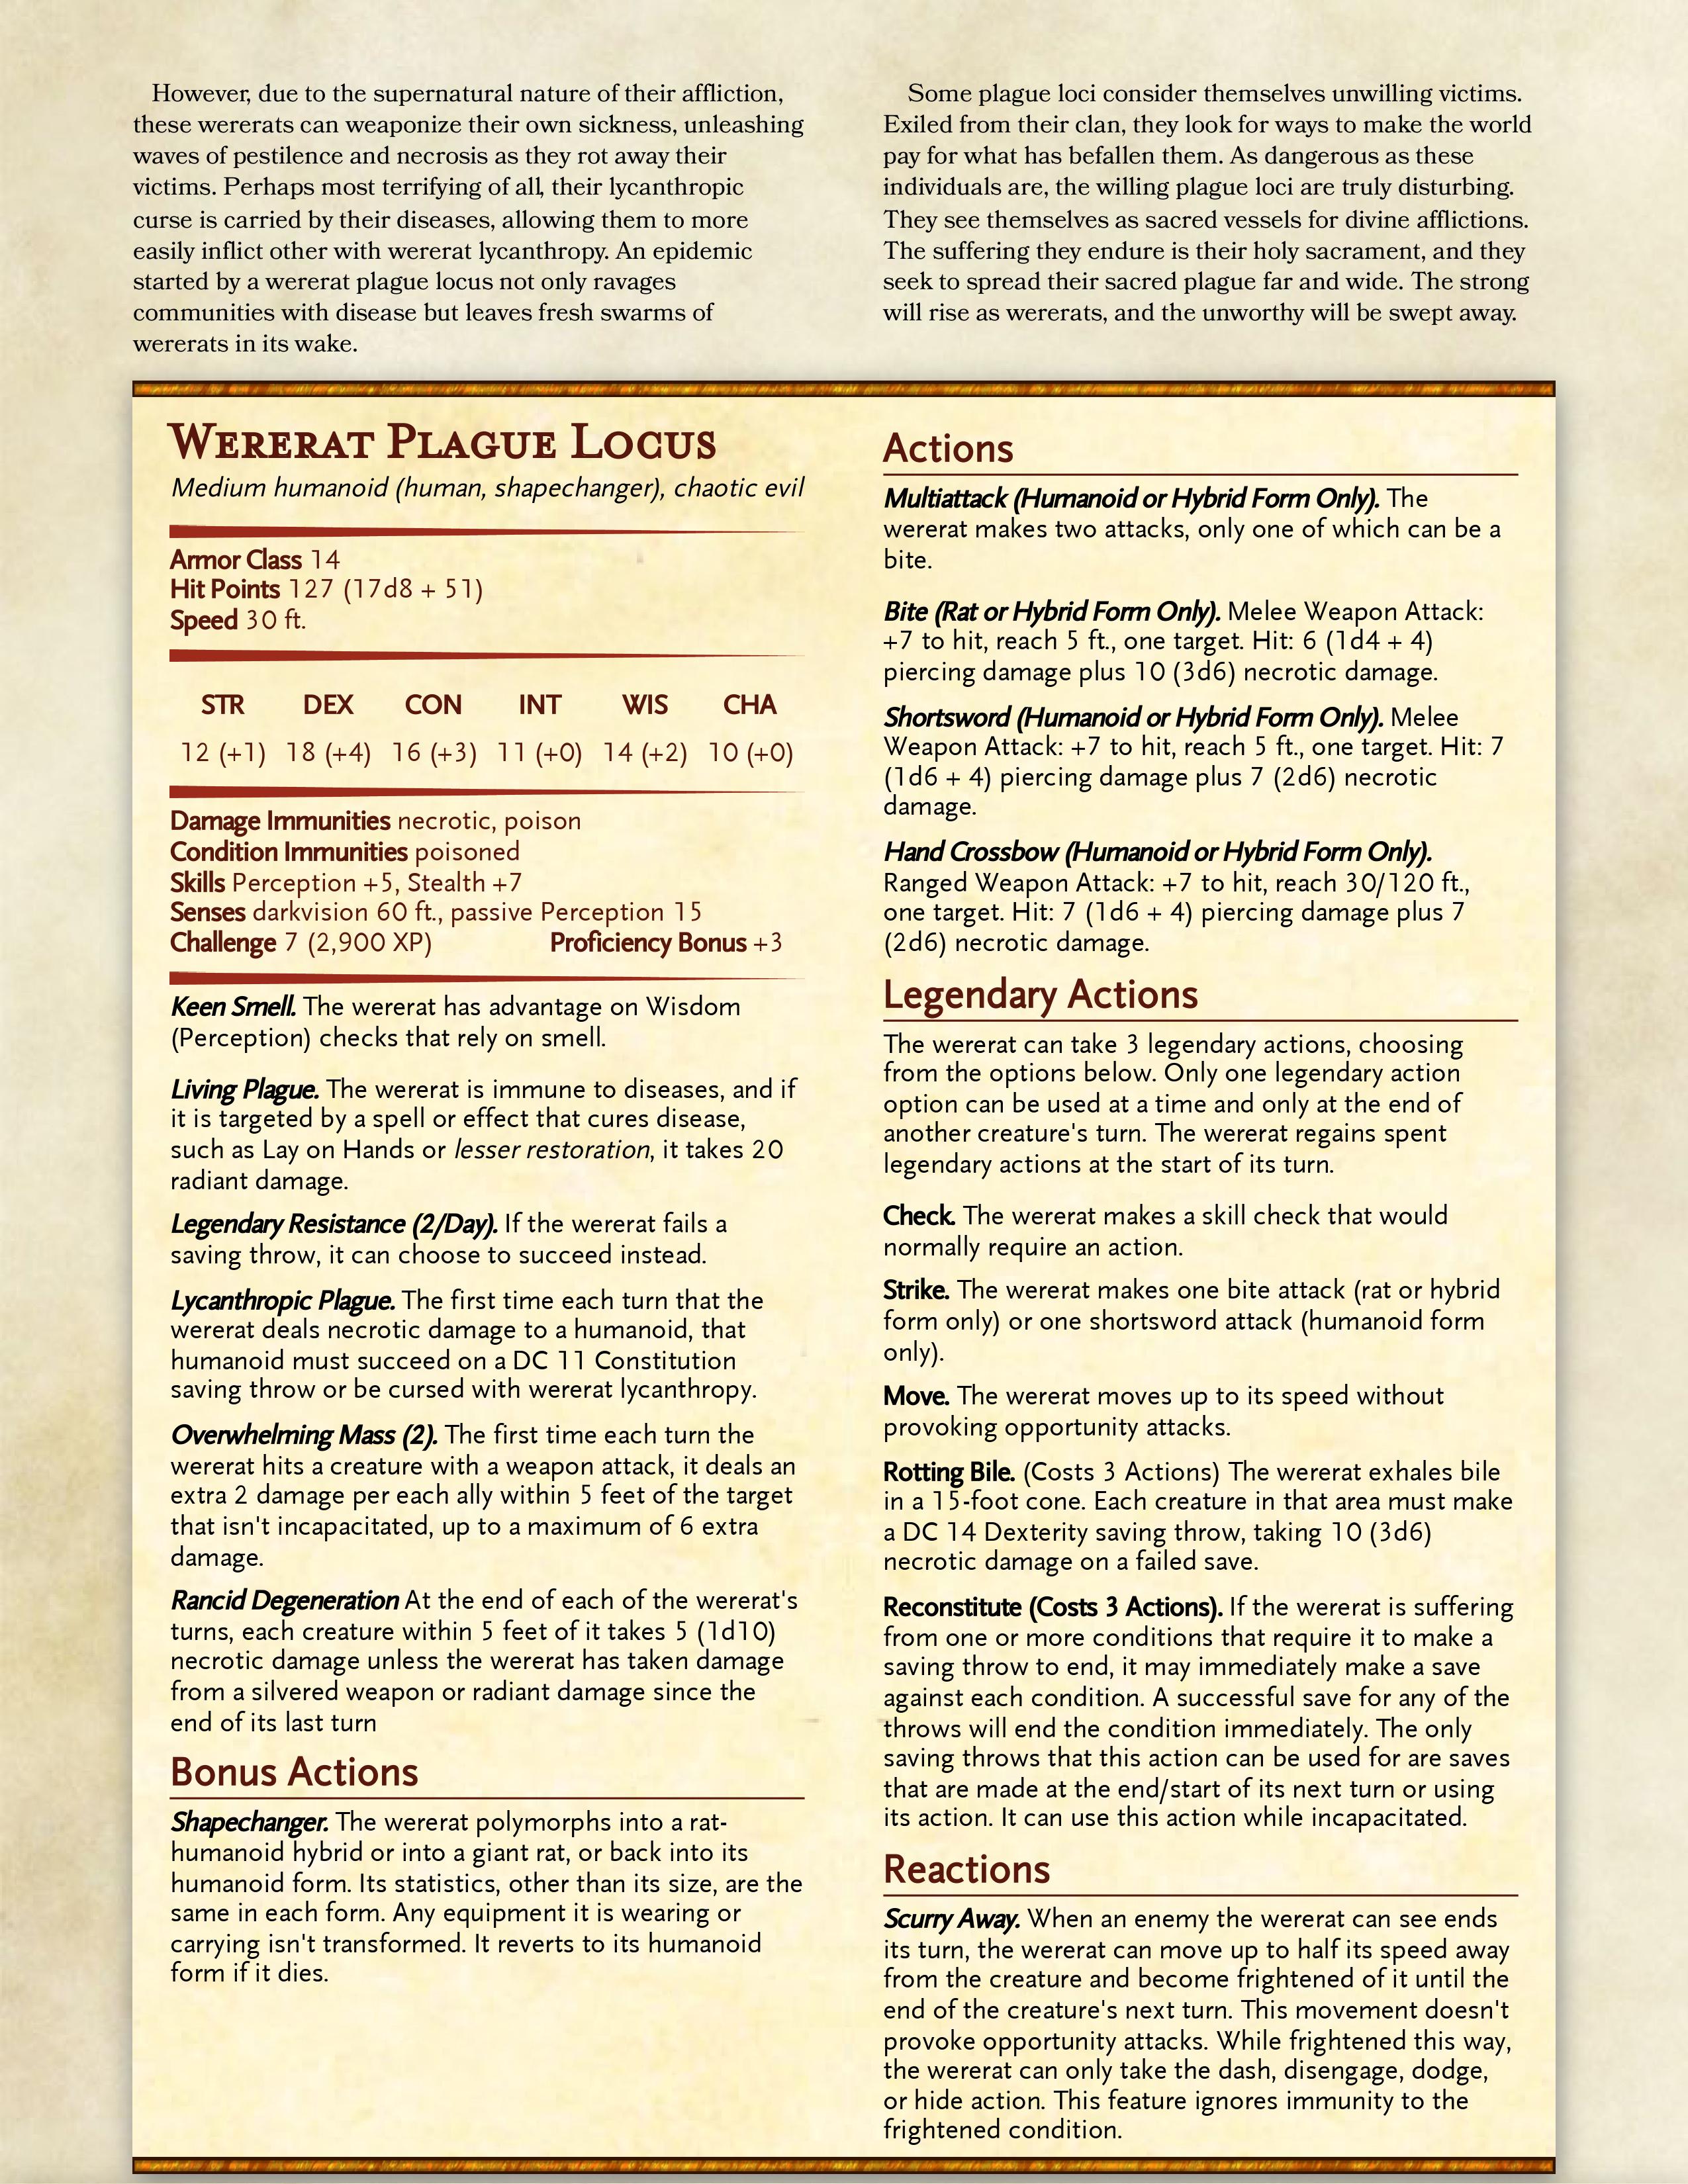 However, due to the supernatural nature of their affliction,
these wererats can weaponize their own sickness, unleashing
waves of pestilence and necrosis as they rot away their
victims. Perhaps most terrifying of all, their lycanthropic
curse is carried by their diseases, allowing them to more
easily inflict other with wererat lycanthropy. An epidemic
started by a wererat plague locus not only ravages
communities with disease but leaves fresh swarms of
wererats in its wake.
Some plague loci consider themselves unwilling victims.
Exiled from their clan, they look for ways to make the world
pay for what has befallen them. As dangerous as these
individuals are, the willing plague loci are truly disturbing.
They see themselves as sacred vessels for divine afflictions.
The suffering they endure is their holy sacrament, and they
seek to spread their sacred plague far and wide. The strong
will rise as wererats, and the unworthy will be swept away.
Wererat Plague Locus
Medium humanoid (human, shapechanger), chaotic evil
Armor Class 14
Hit Points 127 (17d8 + 51)
Speed 30 ft.
STR DEX CON INT WIS CHA
12 (+1) 18 (+4) 16 (+3) 11 (+0) 14 (+2) 10 (+0)
Damage Immunities necrotic, poison
Condition Immunities poisoned
Skills Perception +5, Stealth +7
Senses darkvision 60 ft., passive Perception 15
Challenge 7 (2,900 XP) Proficiency Bonus +3
Keen Smell. The wererat has advantage on Wisdom
(Perception) checks that rely on smell.
Living Plague. The wererat is immune to diseases, and if
it is targeted by a spell or effect that cures disease,
such as Lay on Hands or lesser restoration, it takes 20
radiant damage.
Legendary Resistance (2/Day). If the wererat fails a
saving throw, it can choose to succeed instead.
Lycanthropic Plague. The first time each turn that the
wererat deals necrotic damage to a humanoid, that
humanoid must succeed on a DC 11 Constitution
saving throw or be cursed with wererat lycanthropy.
Overwhelming Mass (2). The first time each turn the
wererat hits a creature with a weapon attack, it deals an
extra 2 damage per each ally within 5 feet of the target
that isn't incapacitated, up to a maximum of 6 extra
damage.
Rancid Degeneration At the end of each of the wererat's
turns, each creature within 5 feet of it takes 5 (1d10)
necrotic damage unless the wererat has taken damage
from a silvered weapon or radiant damage since the
end of its last turn
Bonus Actions
Shapechanger. The wererat polymorphs into a rat-
humanoid hybrid or into a giant rat, or back into its
humanoid form. Its statistics, other than its size, are the
same in each form. Any equipment it is wearing or
carrying isn't transformed. It reverts to its humanoid
form if it dies.
Actions
Multiattack (Humanoid or Hybrid Form Only). The
wererat makes two attacks, only one of which can be a
bite.
Bite (Rat or Hybrid Form Only). Melee Weapon Attack:
+7 to hit, reach 5 ft., one target. Hit: 6 (1d4 + 4)
piercing damage plus 10 (3d6) necrotic damage.
Shortsword (Humanoid or Hybrid Form Only). Melee
Weapon Attack: +7 to hit, reach 5 ft., one target. Hit: 7
(1d6 + 4) piercing damage plus 7 (2d6) necrotic
damage.
Hand Crossbow (Humanoid or Hybrid Form Only).
Ranged Weapon Attack: +7 to hit, reach 30/120 ft.,
one target. Hit: 7 (1d6 + 4) piercing damage plus 7
(2d6) necrotic damage.
Legendary Actions
The wererat can take 3 legendary actions, choosing
from the options below. Only one legendary action
option can be used at a time and only at the end of
another creature's turn. The wererat regains spent
legendary actions at the start of its turn.
Check. The wererat makes a skill check that would
normally require an action.
Strike. The wererat makes one bite attack (rat or hybrid
form only) or one shortsword attack (humanoid form
only).
Move. The wererat moves up to its speed without
provoking opportunity attacks.
Rotting Bile. (Costs 3 Actions) The wererat exhales bile
in a 15-foot cone. Each creature in that area must make
a DC 14 Dexterity saving throw, taking 10 (3d6)
necrotic damage on a failed save.
Reconstitute (Costs 3 Actions). If the wererat is suffering
from one or more conditions that require it to make a
saving throw to end, it may immediately make a save
against each condition. A successful save for any of the
throws will end the condition immediately. The only
saving throws that this action can be used for are saves
that are made at the end/start of its next turn or using
its action. It can use this action while incapacitated.
Reactions
Scurry Away. When an enemy the wererat can see ends
its turn, the wererat can move up to half its speed away
from the creature and become frightened of it until the
end of the creature's next turn. This movement doesn't
provoke opportunity attacks. While frightened this way,
the wererat can only take the dash, disengage, dodge,
or hide action. This feature ignores immunity to the
frightened condition.